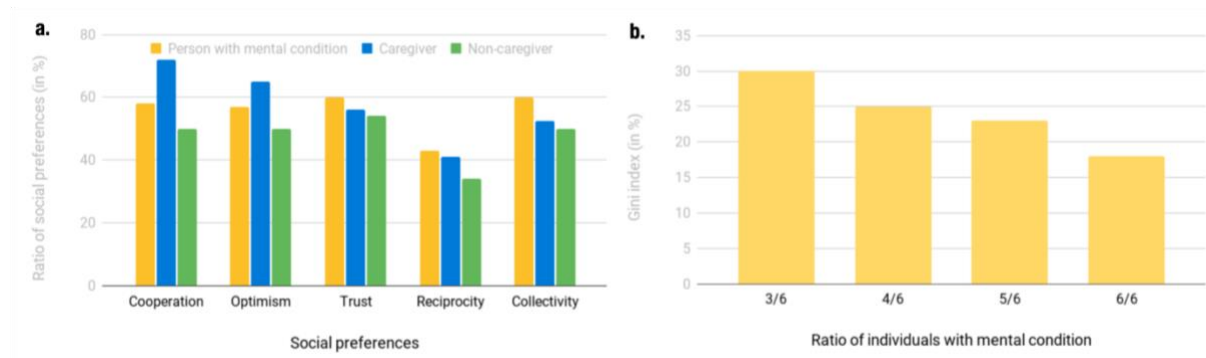 a.
Ratio of social preferences (in %)
80
60
40
20
0
Person with mental condition Caregiver Non-caregiver
Cooperation Optimism Trust Reciprocity Collectivity
Social preferences
b.
Gini index (in %)
35
30
25
20
15
10
5
0
3/6 4/6 5/6 6/6
Ratio of individuals with mental condition